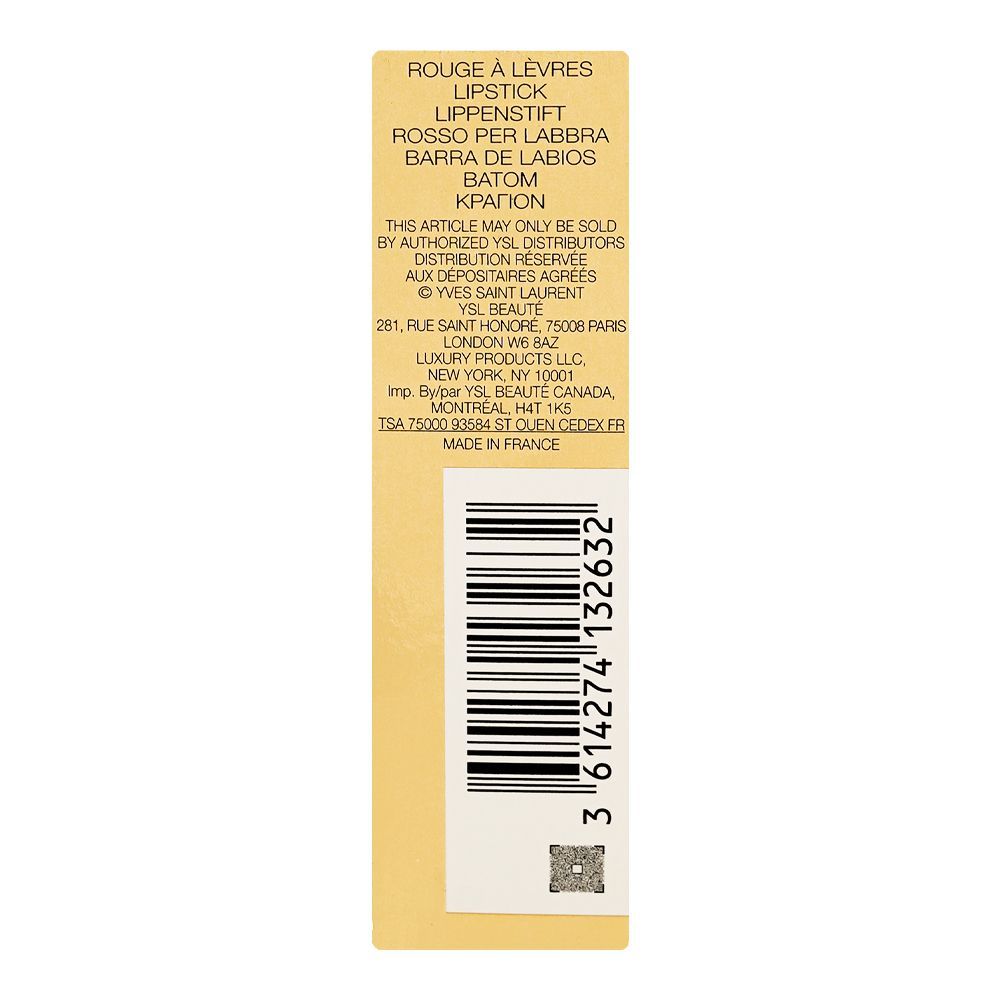 ROUGE À LÈVRES
LIPSTICK
LIPPENSTIFT
ROSSO PER LABBRA
BARRA DE LABIOS
BATOM
ΚΡΑΓΙΟΝ
THIS ARTICLE MAY ONLY BE SOLD
BY AUTHORIZED YSL DISTRIBUTORS
DISTRIBUTION RÉSERVÉE
AUX DÉPOSITAIRES AGRÉÉS
© YVES SAINT LAURENT
YSL BEAUTÉ
281, RUE SAINT HONORÉ, 75008 PARIS
LONDON W6 8AZ
LUXURY PRODUCTS LLC,
NEW YORK, NY 10001
Imp. By/par YSL BEAUTÉ CANADA,
MONTRÉAL, H4T 1K5
TSA 75000 93584 ST OUEN CEDEX FR
MADE IN FRANCE
3 614274 132632